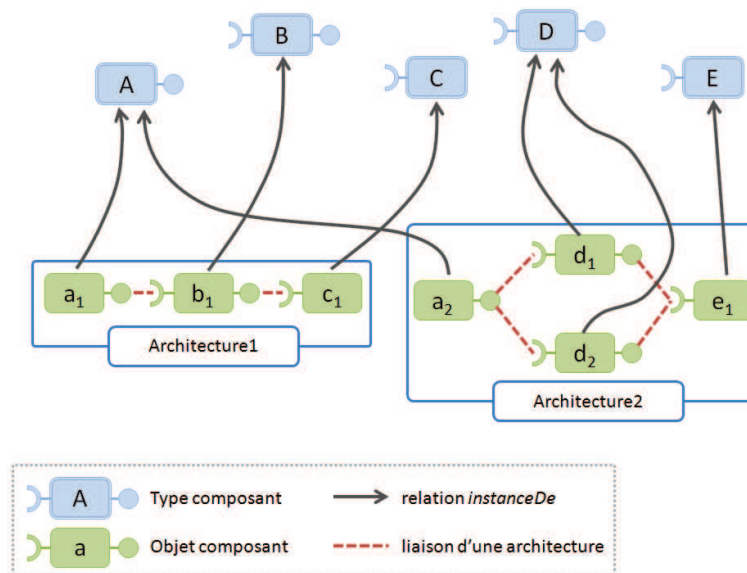 B
D
A
C
E
d₁
a₁
b₁
c₁
a₂
e₁
Architecture1
d₂
Architecture2
A
Type composant
relation instanceDe
a
Objet composant
liaison d'une architecture